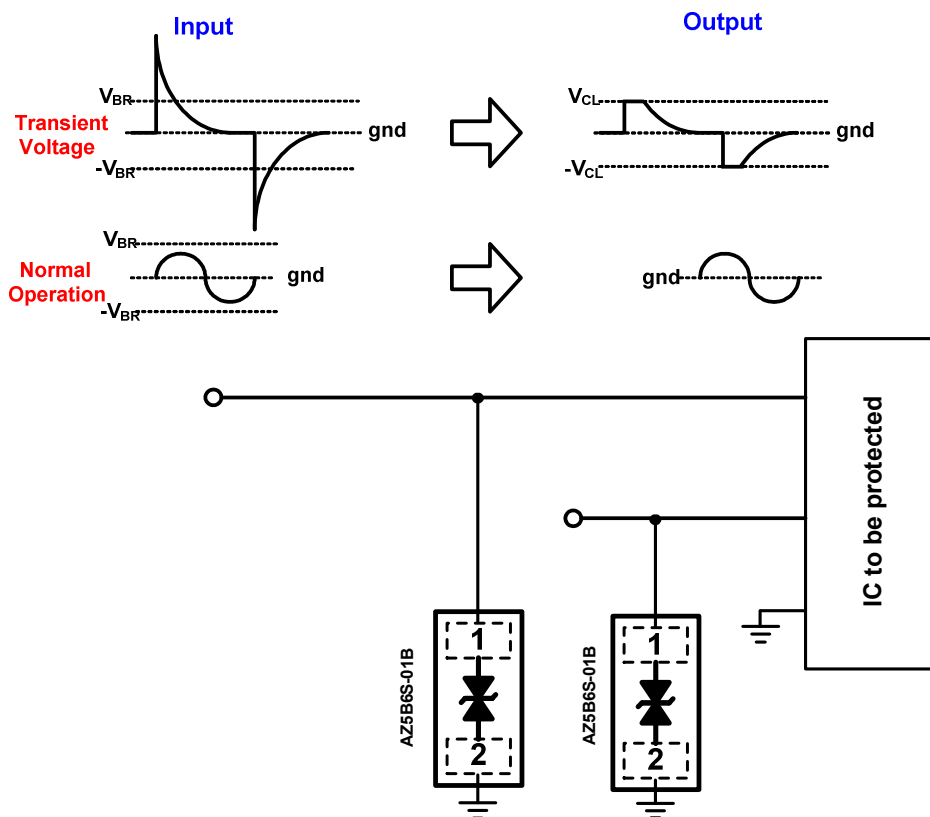 Input
Output
VBR
Transient
Voltage
gnd
-VBR
VCL
gnd
-VCL
VBR
Normal
Operation
gnd
-VBR
gnd
IC to be protected
AZ5B6S-01B
1
2
AZ5B6S-01B
1
2